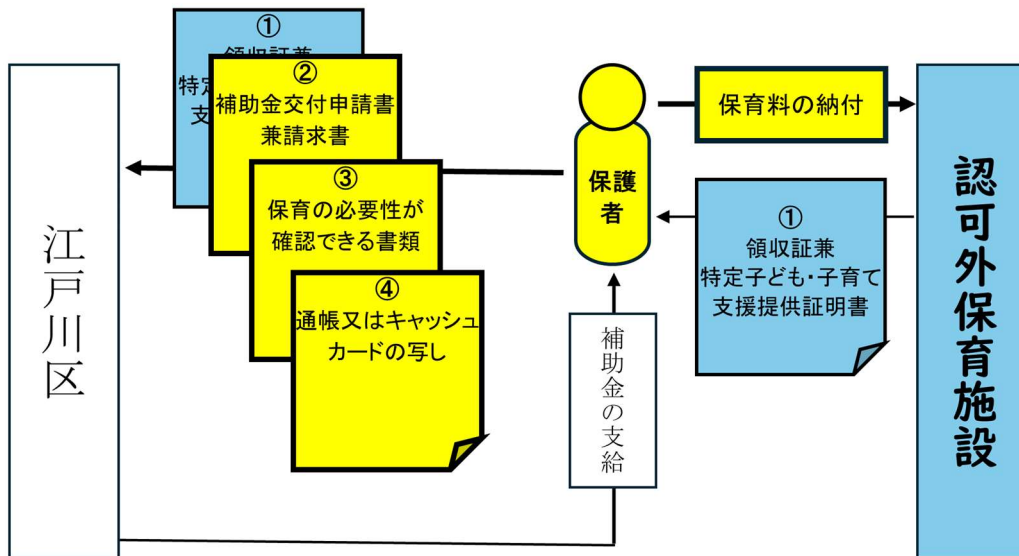 江戸川区
①
領収証兼
特定
支
②
補助金交付申請書
兼請求書
③
保育の必要性が
確認できる書類
④
通帳又はキャッシュ
カードの写し
保護
者
保育料の納付
①
領収証兼
特定子ども・子育て
支援提供証明書
補助金の支給
認可外保育施設